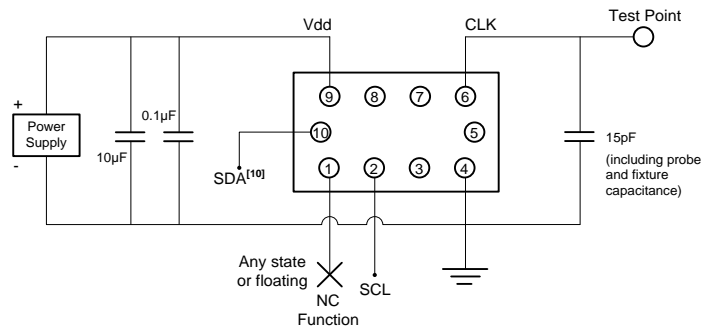 Test Point
Vdd
CLK
9
8
7
6
+
Power
Supply
-
10µF
0.1µF
10
5
15pF
(including probe
and fixture
capacitance)
SDA[10]
1
2
3
4
Any state
or floating
NC
Function
SCL